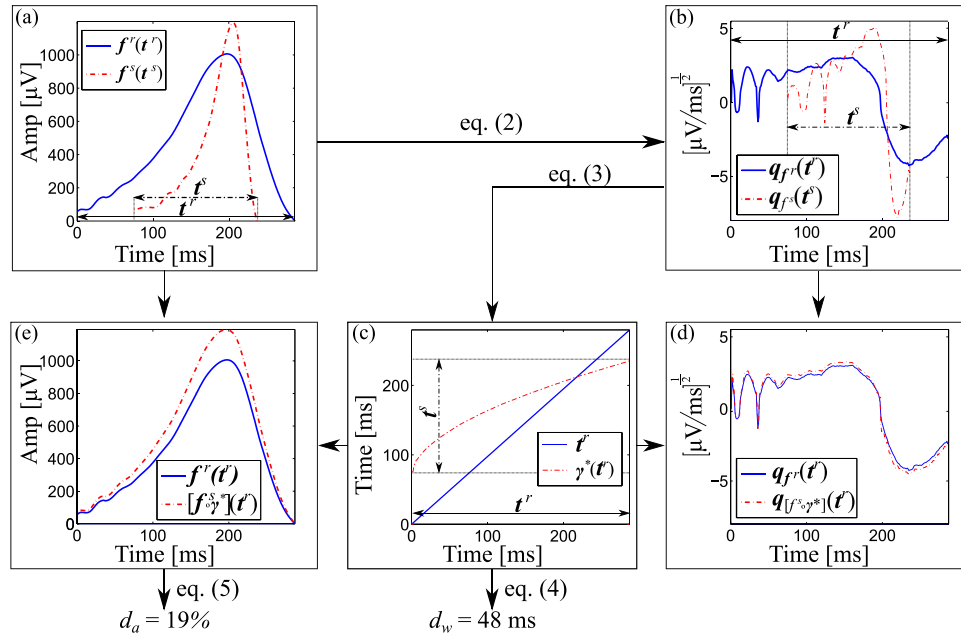 (a)
Amp [μV]
1000
800
600
400
200
0
f^r(t^r)
f^s(t^s)
t^s
t^r
0 100 200
Time [ms]
eq. (2)
eq. (3)
(b)
[μV/ms]^{1/2}
5
0
−5
t^r
t^s
q_{f^r}(t^r)
q_{f^s}(t^s)
0 100 200
Time [ms]
(e)
Amp [μV]
1000
800
600
400
200
0
f^r(t^r)
[f^s∘γ*](t^r)
0 100 200
Time [ms]
(c)
Time [ms]
200
100
0
t^s
t^r
γ*(t^r)
t^r
0 100 200
Time [ms]
(d)
[μV/ms]^{1/2}
5
0
−5
q_{f^r}(t^r)
q_{[f^s∘γ*]}(t^r)
0 100 200
Time [ms]
eq. (5)
d_a = 19%
eq. (4)
d_w = 48 ms